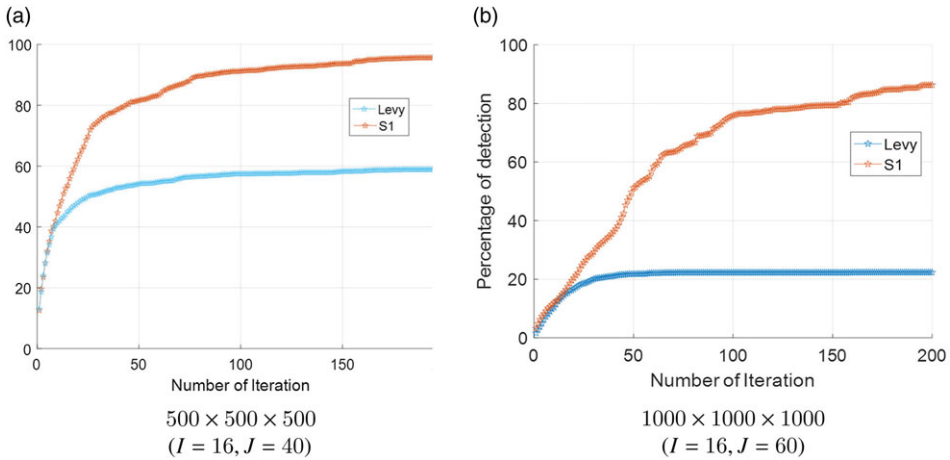 (a)
100
80
60
40
20
0
0 50 100 150
Levy
S1
Number of Iteration
500 × 500 × 500
(I = 16, J = 40)
(b)
Percentage of detection
100
80
60
40
20
0
0 50 100 150 200
Levy
S1
Number of Iteration
1000 × 1000 × 1000
(I = 16, J = 60)